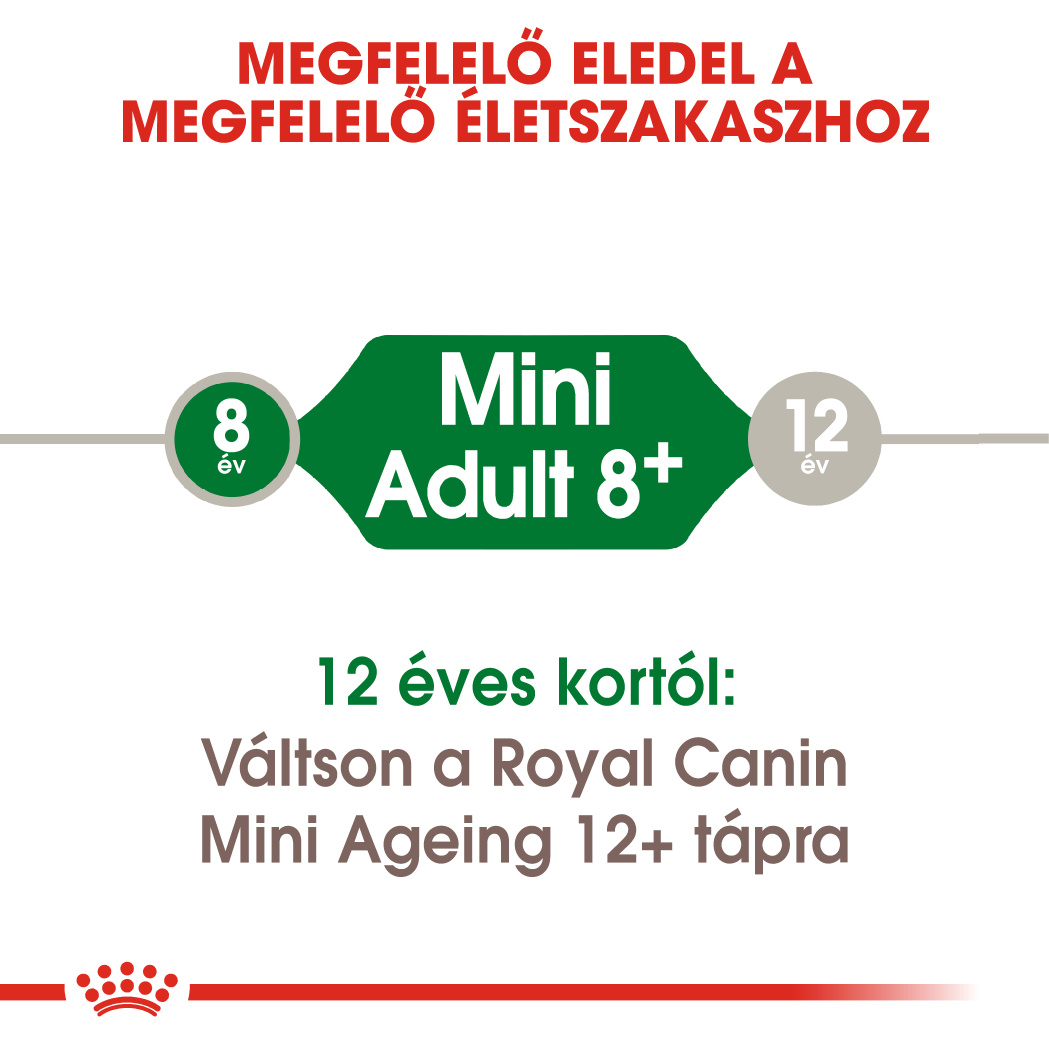 MEGFELELŐ ELEDEL A
MEGFELELŐ ÉLETSZAKASZHOZ
8
év
Mini
Adult 8+
12
év
12 éves kortól:
Váltson a Royal Canin
Mini Ageing 12+ tápra